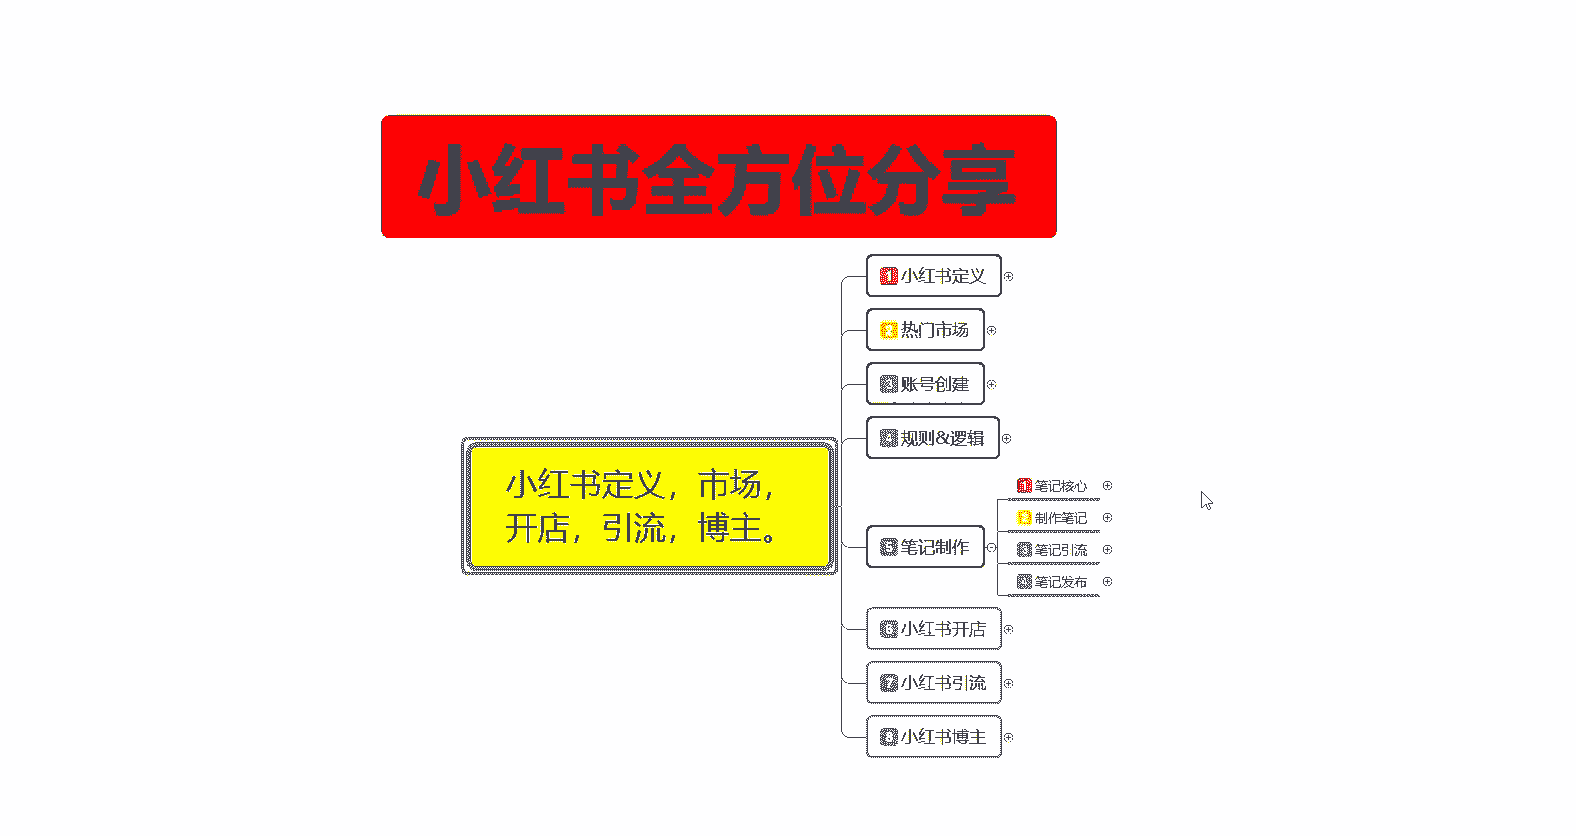 小红书全方位分享
小红书定义，市场，
开店，引流，博主。
1 小红书定义
2 热门市场
3 账号创建
4 规则&逻辑
5 笔记制作
1 笔记核心
2 制作笔记
3 笔记引流
4 笔记发布
6 小红书开店
7 小红书引流
8 小红书博主